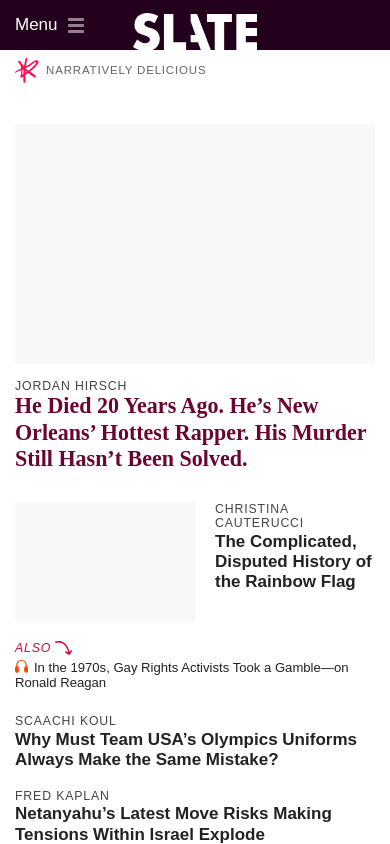 Menu
SLATE
NARRATIVELY DELICIOUS
JORDAN HIRSCH
He Died 20 Years Ago. He’s New
Orleans’ Hottest Rapper. His Murder
Still Hasn’t Been Solved.
CHRISTINA
CAUTERUCCI
The Complicated,
Disputed History of
the Rainbow Flag
ALSO
In the 1970s, Gay Rights Activists Took a Gamble—on
Ronald Reagan
SCAACHI KOUL
Why Must Team USA’s Olympics Uniforms
Always Make the Same Mistake?
FRED KAPLAN
Netanyahu’s Latest Move Risks Making
Tensions Within Israel Explode